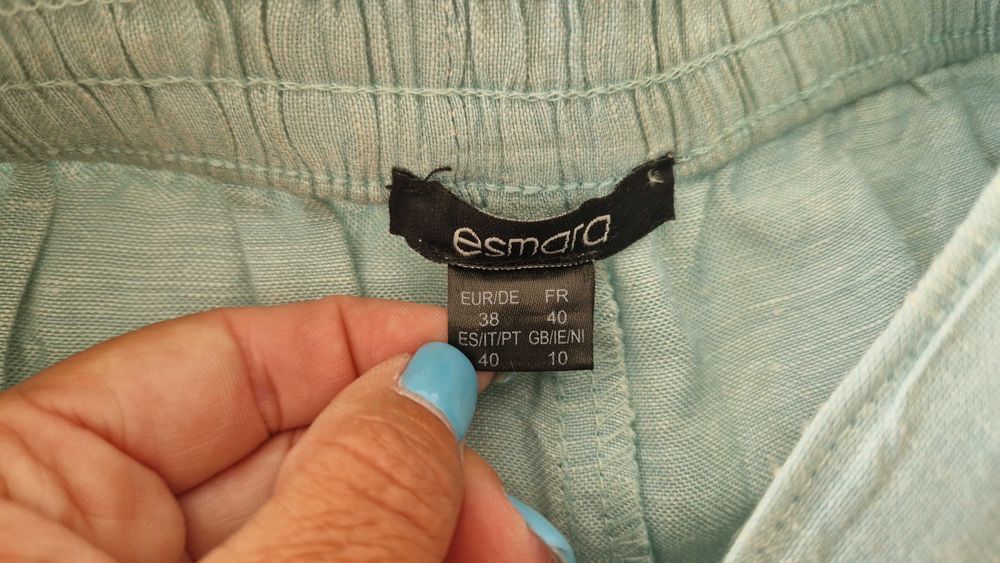 esmara
EUR/DE FR
38 40
ES/IT/PT GB/IE/NI
40 10